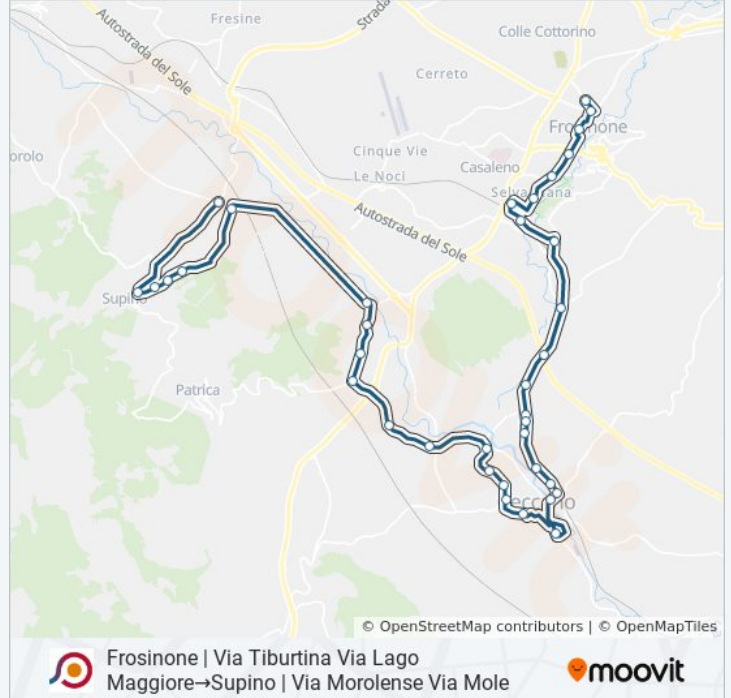 Fresine
Strada
Colle Cottorino
Autostrada del Sole
Cerreto
Frosinone
Cinque Vie
Casaleno
orolo
Le Noci
Autostrada del Sole
Supino
Patrica
© OpenStreetMap contributors | © OpenMapTiles
Frosinone | Via Tiburtina Via Lago
Maggiore→Supino | Via Morolense Via Mole
moovit